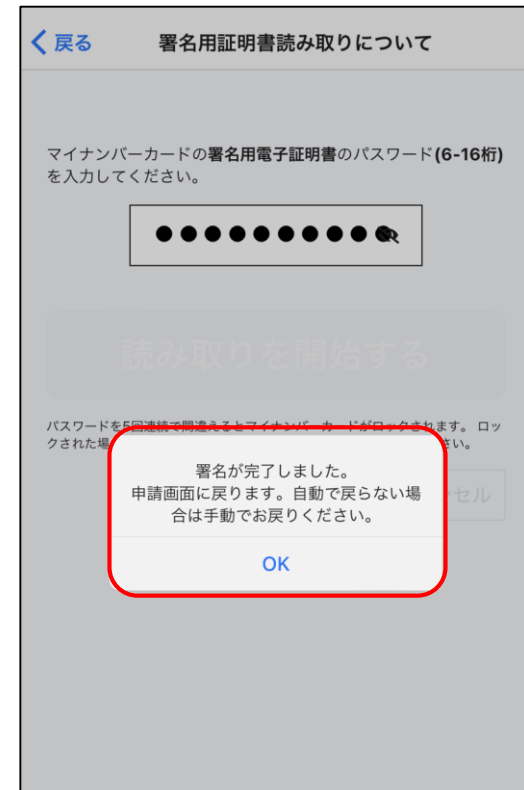 戻る 署名用証明書読み取りについて
マイナンバーカードの署名用電子証明書のパスワード(6-16桁)
を入力してください。
読み取りを開始する
パスワードを5回連続で間違えるとマイナンバーカードがロックされます。 ロッ
クされた場 さい。
署名が完了しました。
申請画面に戻ります。自動で戻らない場
合は手動でお戻りください。
セル
OK